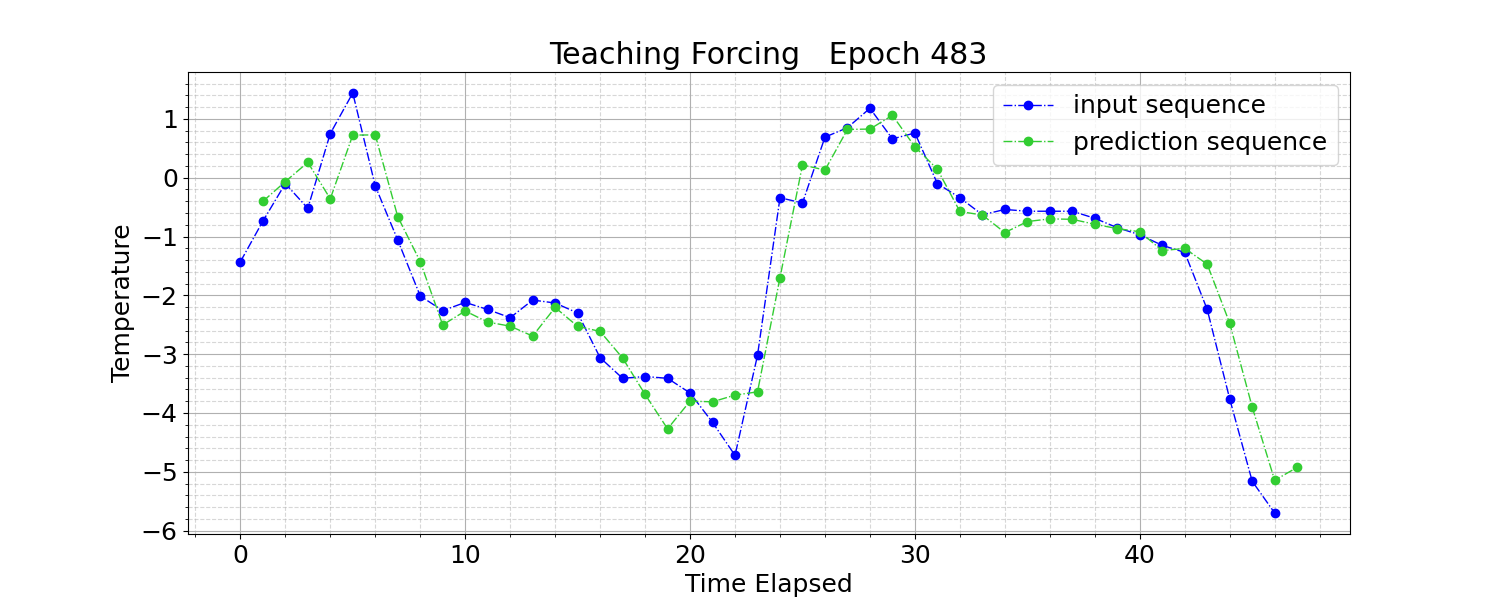 Teaching Forcing   Epoch 483
input sequence
prediction sequence
1
0
−1
−2
−3
−4
−5
−6
Temperature
0 10 20 30 40
Time Elapsed